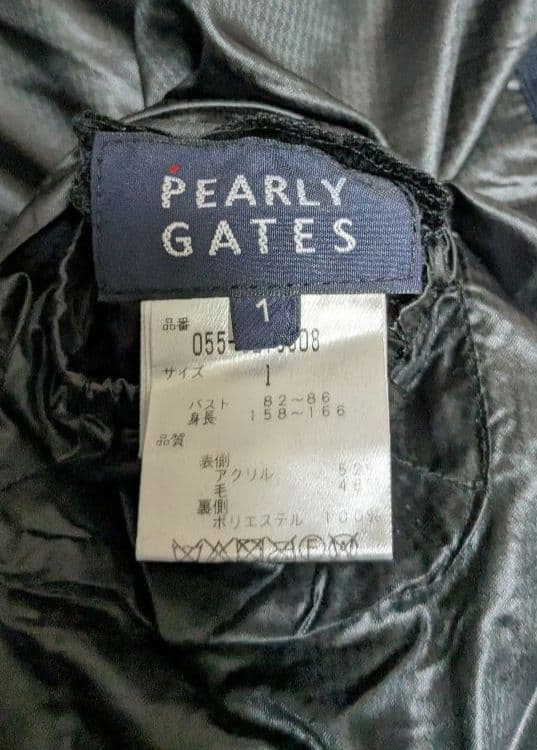 PEARLY
GATES
1
品番
055-
サイズ 1
バスト 82~86
身長 158~166
品質
表側
アクリル
毛
裏側
ポリエステル 100%